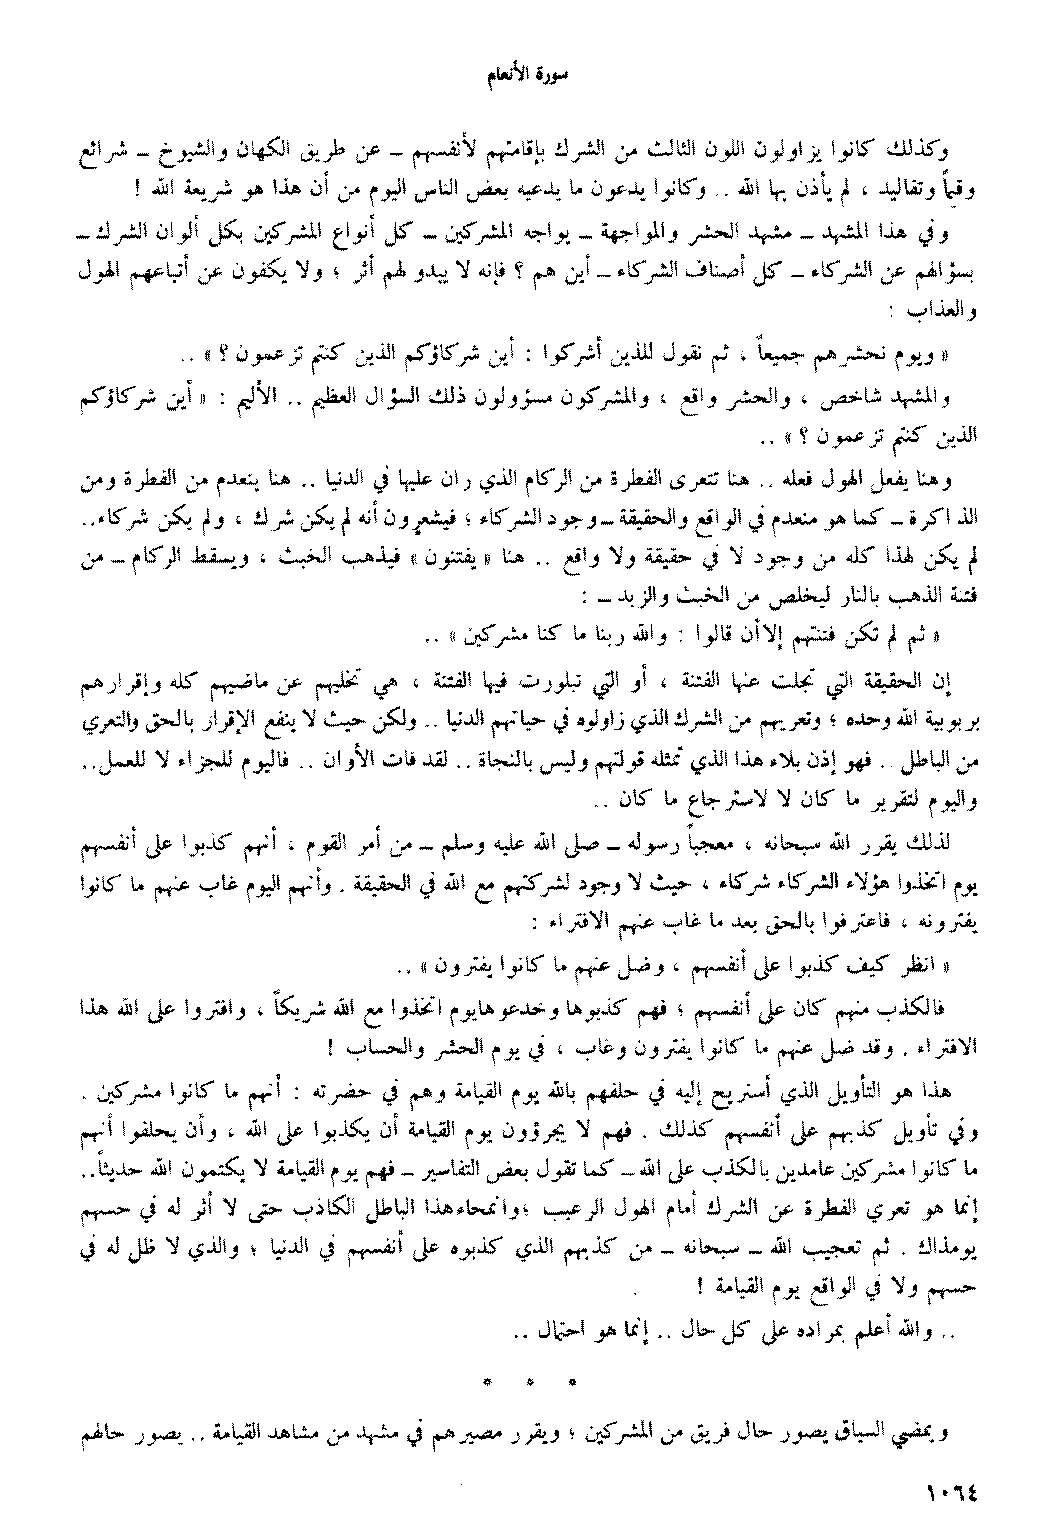 سورة الأنعام
وكذلك كانوا يزاولون اللون الثالث من الشرك بإقامتهم لأنفسهم – عن طريق الكهان والشيوخ – شرائع
وقيماً وتقاليد ، لم يأذن بها الله .. وكانوا يدعون ما يدعيه بعض الناس اليوم من أن هذا هو شريعة الله !
وفي هذا المشهد – مشهد الحشر والمواجهة – يواجه المشركين – كل أنواع المشركين بكل ألوان الشرك –
بسؤالهم عن الشركاء – كل أصناف الشركاء – أين هم ؟ فإنه لا يبدو لهم أثر ؛ ولا يكفون عن أتباعهم الهول
والعذاب :
« ويوم نحشرهم جميعاً ، ثم نقول للذين أشركوا : أين شركاؤكم الذين كنتم تزعمون ؟ » ..
والمشهد شاخص ، والحشر واقع ، والمشركون مسؤولون ذلك السؤال العظيم .. الأليم : « أين شركاؤكم
الذين كنتم تزعمون ؟ » ..
وهنا يفعل الهول فعله .. هنا تتعرى الفطرة من الركام الذي ران عليها في الدنيا .. هنا ينعدم من الفطرة ومن
الذاكرة – كما هو منعدم في الواقع والحقيقة – وجود الشركاء ؛ فيشعرون أنه لم يكن شرك ، ولم يكن شركاء..
لم يكن لهذا كله من وجود لا في حقيقة ولا واقع .. هنا « يفتنون » فيذهب الخبث ، ويسقط الركام – من
فتنة الذهب بالنار ليخلص من الخبث والزبد – :
« ثم لم تكن فتنتهم إلا أن قالوا : والله ربنا ما كنا مشركين » ..
إن الحقيقة التي تجلت عنها الفتنة ، أو التي تبلورت فيها الفتنة ، هي تخليهم عن ماضيهم كله وإقرارهم
بربوبية الله وحده ؛ وتعريهم من الشرك الذي زاولوه في حياتهم الدنيا .. ولكن حيث لا ينفع الإقرار بالحق والتعري
من الباطل .. فهو إذن بلاء هذا الذي تمثله قولتهم وليس بالنجاة .. لقد فات الأوان .. فاليوم للجزاء لا للعمل..
واليوم لتقرير ما كان لا لاسترجاع ما كان ..
لذلك يقرر الله سبحانه ، معجباً رسوله – صلى الله عليه وسلم – من أمر القوم ، أنهم كذبوا على أنفسهم
يوم اتخذوا هؤلاء الشركاء شركاء ، حيث لا وجود لشركتهم مع الله في الحقيقة . وأنهم اليوم غاب عنهم ما كانوا
يفترونه ، فاعترفوا بالحق بعد ما غاب عنهم الافتراء :
« انظر كيف كذبوا على أنفسهم ، وضل عنهم ما كانوا يفترون » ..
فالكذب منهم كان على أنفسهم ؛ فهم كذبوها وخدعوها يوم اتخذوا مع الله شريكاً ، وافتروا على الله هذا
الافتراء . وقد ضل عنهم ما كانوا يفترون وغاب ، في يوم الحشر والحساب !
هذا هو التأويل الذي أستريح إليه في حلفهم بالله يوم القيامة وهم في حضرته : أنهم ما كانوا مشركين .
وفي تأويل كذبهم على أنفسهم كذلك . فهم لا يجرؤون يوم القيامة أن يكذبوا على الله ، وأن يحلفوا أنهم
ما كانوا مشركين عامدين بالكذب على الله – كما تقول بعض التفاسير – فهم يوم القيامة لا يكتمون الله حديثاً..
إنما هو تعري الفطرة عن الشرك أمام الهول الرعيب ؛ وانمحاء هذا الباطل الكاذب حتى لا أثر له في حسهم
يومذاك . ثم تعجيب الله – سبحانه – من كذبهم الذي كذبوه على أنفسهم في الدنيا ؛ والذي لا ظل له في
حسهم ولا في الواقع يوم القيامة !
.. والله أعلم بمراده على كل حال .. إنما هو احتمال ..
* * *
ويمضي السياق يصور حال فريق من المشركين ؛ ويقرر مصيرهم في مشهد من مشاهد القيامة .. يصور حالهم
١٠٦٤